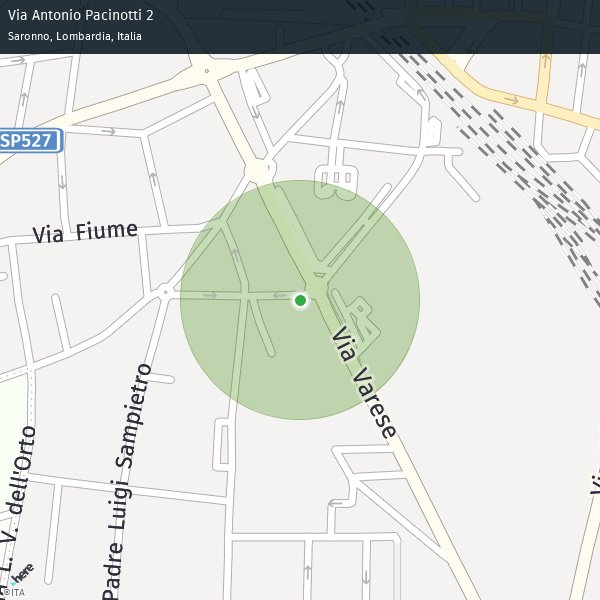 Via Antonio Pacinotti 2
Saronno, Lombardia, Italia
SP527
Via Fiume
Via Varese
Padre Luigi Sampietro
L. V. dell'Orto
here
©ITA